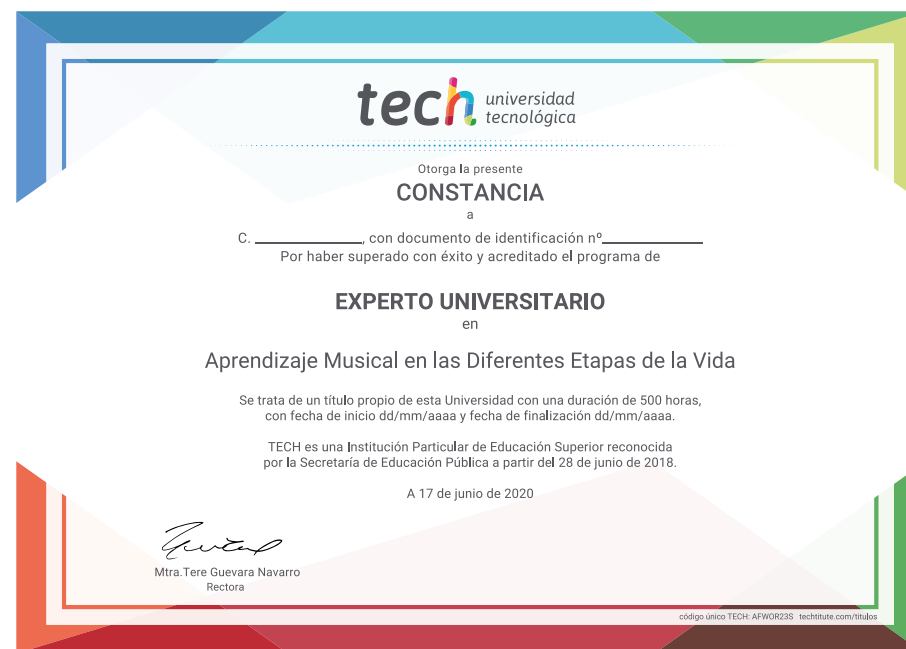 tech universidad
tecnológica
Otorga la presente
CONSTANCIA
a
C. ____________, con documento de identificación nº____________
Por haber superado con éxito y acreditado el programa de
EXPERTO UNIVERSITARIO
en
Aprendizaje Musical en las Diferentes Etapas de la Vida
Se trata de un título propio de esta Universidad con una duración de 500 horas,
con fecha de inicio dd/mm/aaaa y fecha de finalización dd/mm/aaaa.
TECH es una Institución Particular de Educación Superior reconocida
por la Secretaría de Educación Pública a partir del 28 de junio de 2018.
A 17 de junio de 2020
Mtra.Tere Guevara Navarro
Rectora
código único TECH: AFWOR23S techtitute.com/titulos